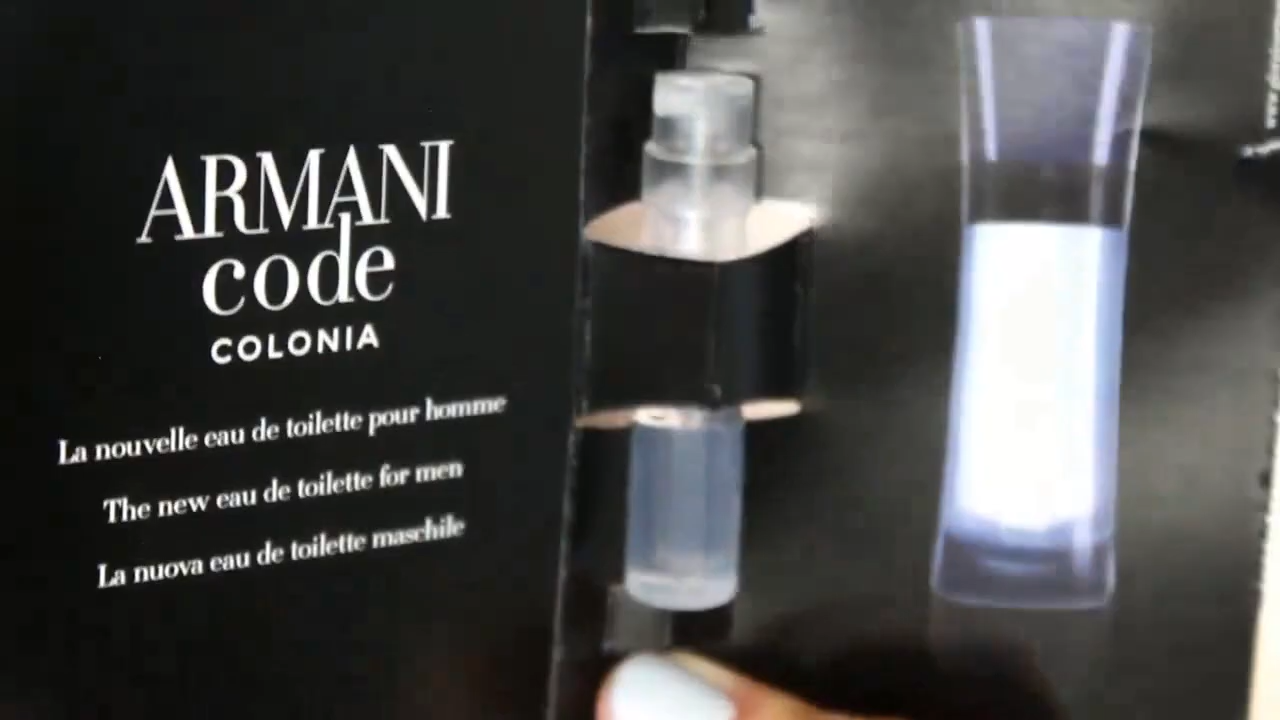 ARMANI
code
COLONIA
La nouvelle eau de toilette pour homme
The new eau de toilette for men
La nuova eau de toilette maschile